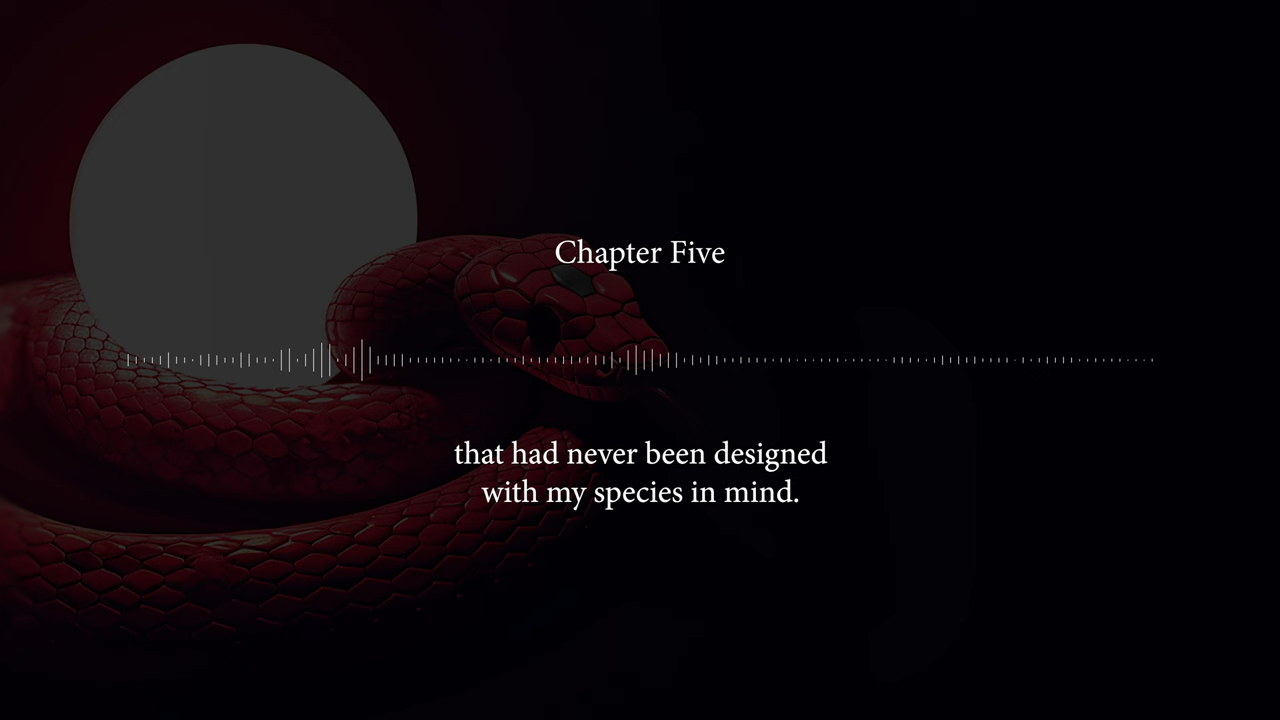 Chapter Five
that had never been designed
with my species in mind.